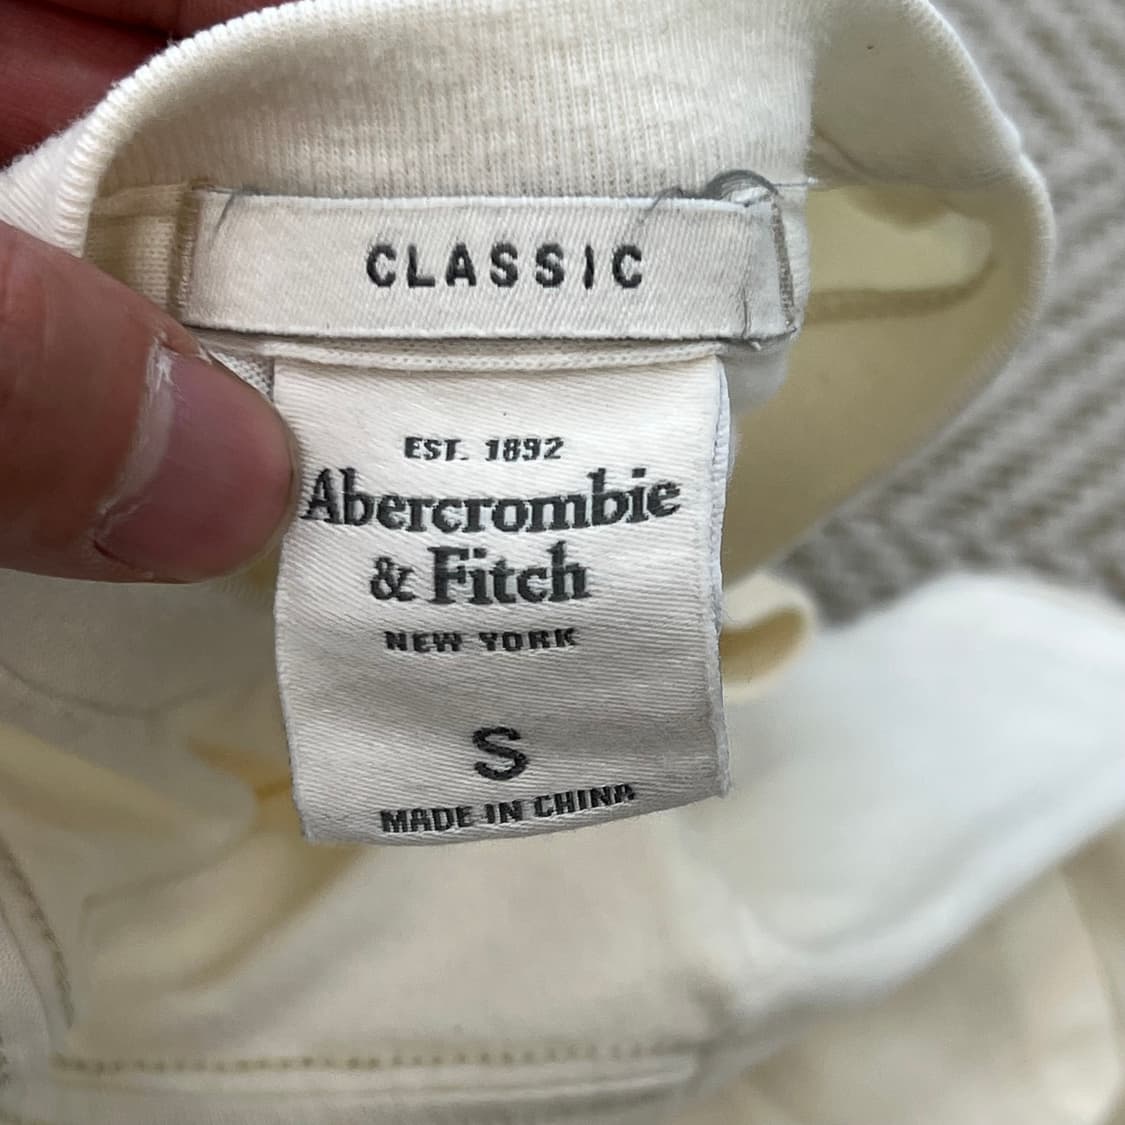 CLASSIC
EST. 1892
Abercrombie
& Fitch
NEW YORK
S
MADE IN CHINA